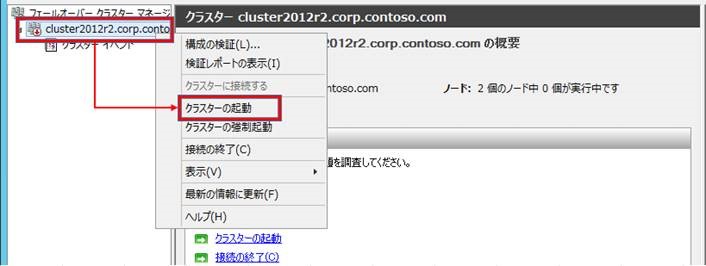 フェールオーバー クラスター マネージ
cluster2012r2.corp.conto
クラスター イベント
クラスター cluster2012r2.corp.contoso.com
12r2.corp.contoso.com の概要
構成の検証(L)...
検証レポートの表示(I)
クラスターに接続する
ntoso.com
ノード: 2 個のノード中 0 個が実行中です
クラスターの起動
クラスターの強制起動
接続の終了(C)
表示(V)
を調査してください。
最新の情報に更新(F)
ヘルプ(H)
クラスターの起動
接続の終了(C)